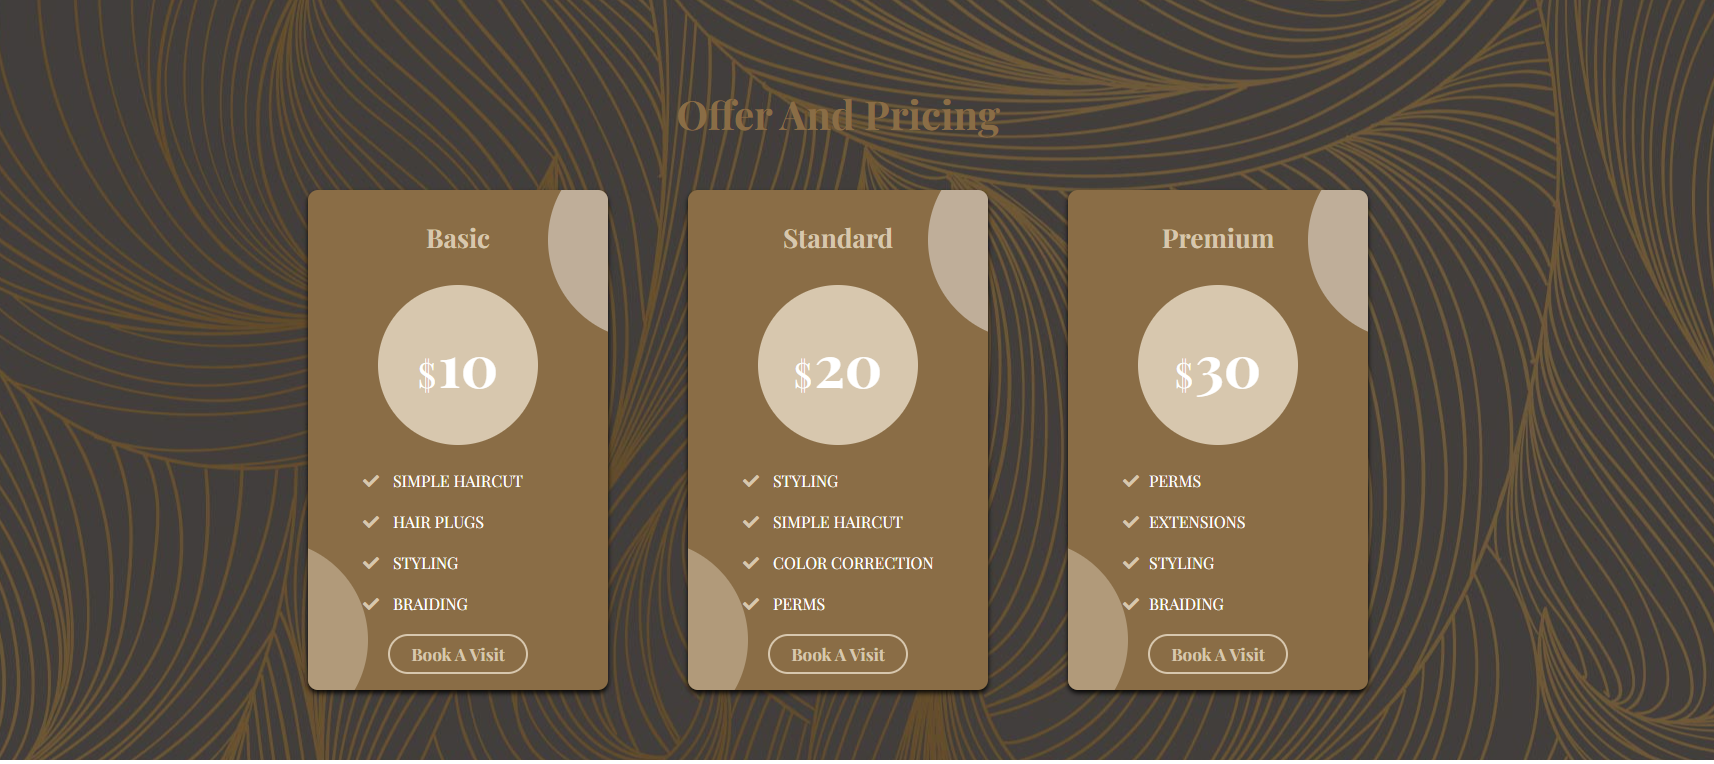 Offer And Pricing
Basic
$10
SIMPLE HAIRCUT
HAIR PLUGS
STYLING
BRAIDING
Book A Visit
Standard
$20
STYLING
SIMPLE HAIRCUT
COLOR CORRECTION
PERMS
Book A Visit
Premium
$30
PERMS
EXTENSIONS
STYLING
BRAIDING
Book A Visit